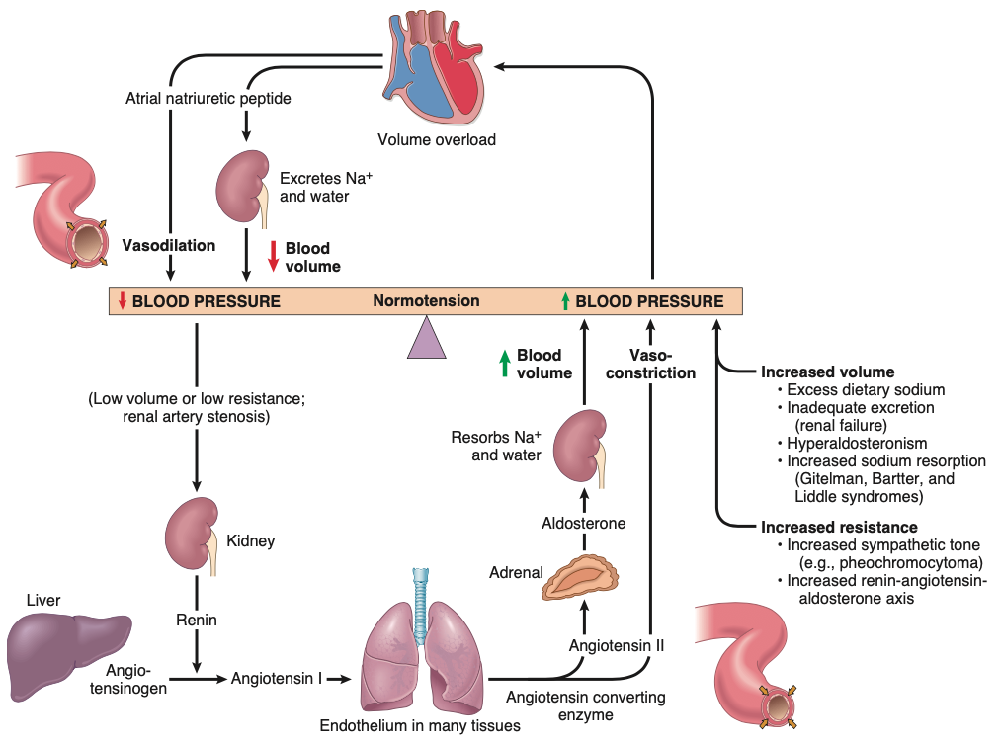 Atrial natriuretic peptide
Volume overload
Excretes Na+
and water
Vasodilation
Blood
volume
BLOOD PRESSURE
Normotension
BLOOD PRESSURE
(Low volume or low resistance;
renal artery stenosis)
Kidney
Renin
Liver
Angio-
tensinogen
Angiotensin I
Endothelium in many tissues
Angiotensin converting
enzyme
Angiotensin II
Adrenal
Aldosterone
Resorbs Na+
and water
Blood
volume
Vaso-
constriction
Increased volume
• Excess dietary sodium
• Inadequate excretion
(renal failure)
• Hyperaldosteronism
• Increased sodium resorption
(Gitelman, Bartter, and
Liddle syndromes)
Increased resistance
• Increased sympathetic tone
(e.g., pheochromocytoma)
• Increased renin-angiotensin-
aldosterone axis